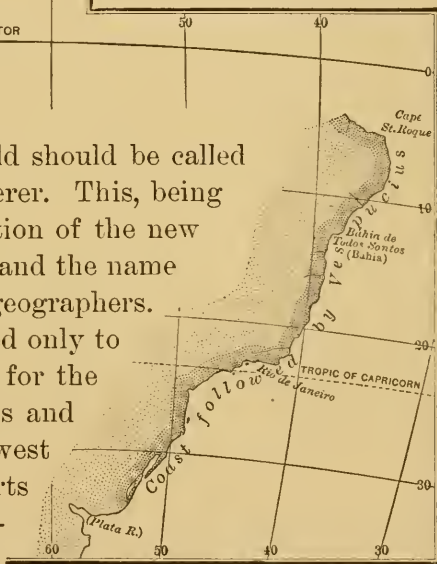 TOR
50
40
0
Cape
St. Roque
ld should be called
erer. This, being
10
tion of the new
Bahia de
Todos Santos
(Bahia)
and the name
geographers.
d only to
20
for the
TROPIC OF CAPRICORN
Rio de Janeiro
s and
west
Coast followed by Vespucius
rts
30
(Plata R.)
60
50
40
30